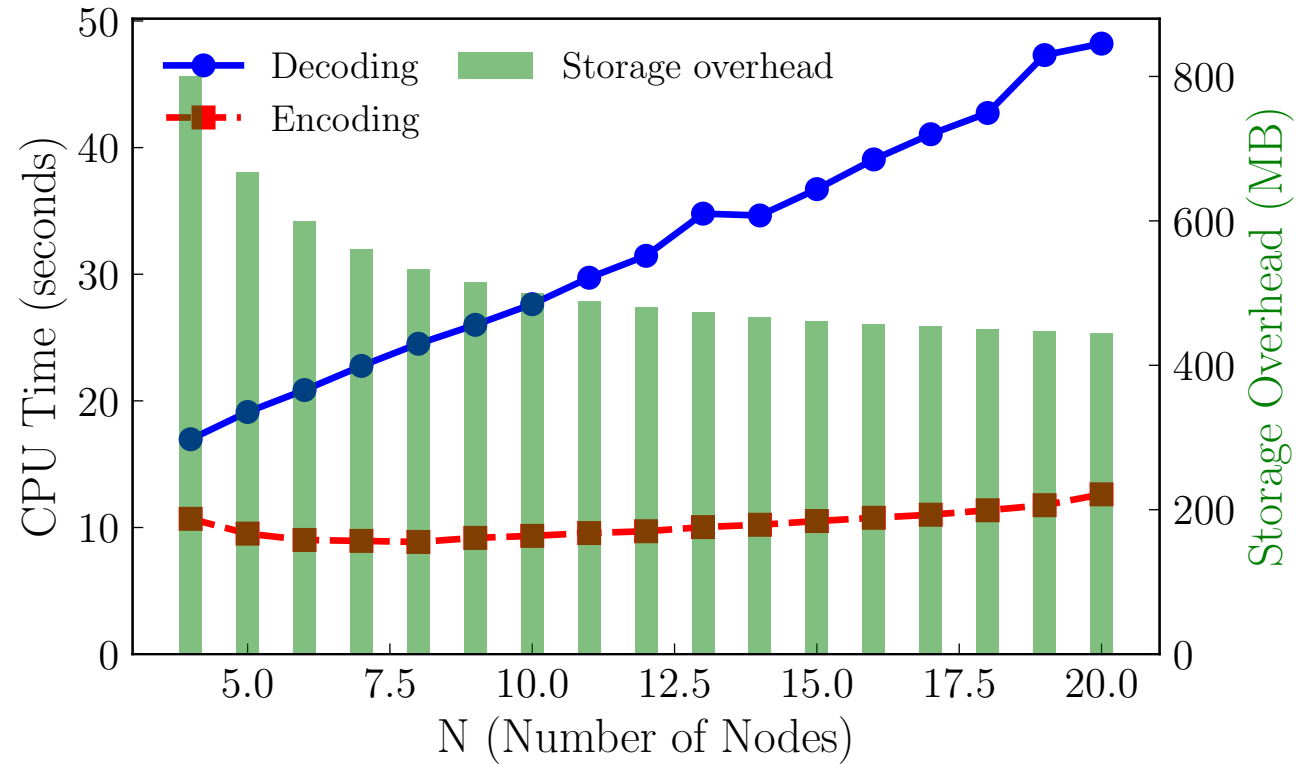 50
40
30
20
10
0
CPU Time (seconds)
Decoding
Encoding
Storage overhead
800
600
400
200
0
Storage Overhead (MB)
5.0 7.5 10.0 12.5 15.0 17.5 20.0
N (Number of Nodes)